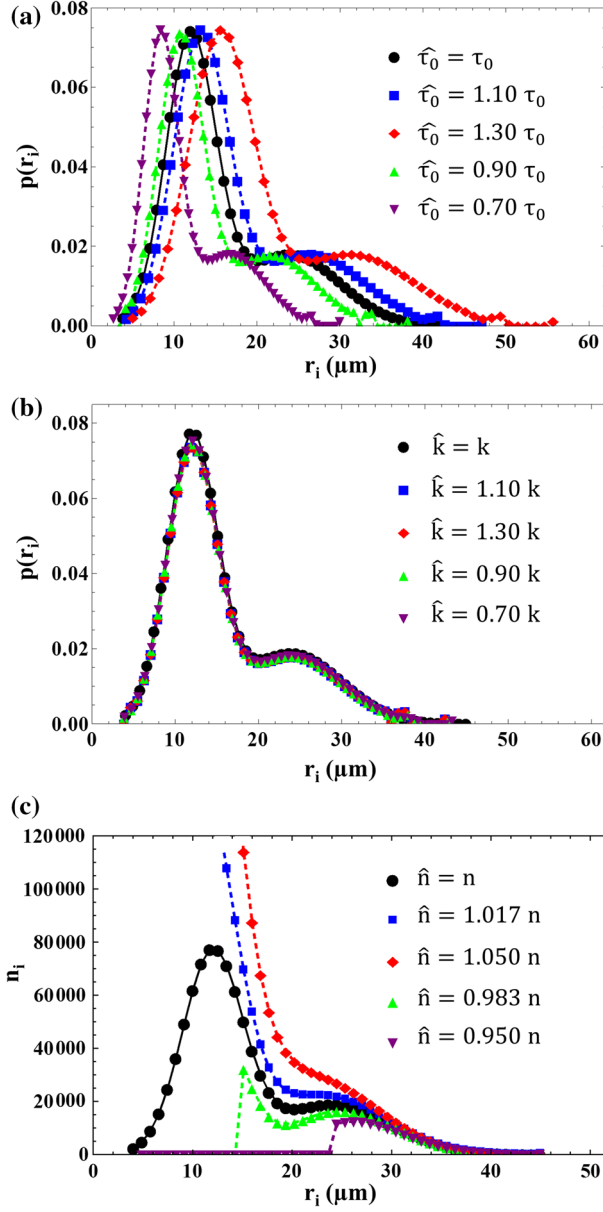 (a)
0.08
0.06
0.04
0.02
0.00
p(rᵢ)
τ̂₀ = τ₀
τ̂₀ = 1.10 τ₀
τ̂₀ = 1.30 τ₀
τ̂₀ = 0.90 τ₀
τ̂₀ = 0.70 τ₀
0 10 20 30 40 50 60
rᵢ (μm)
(b)
0.08
0.06
0.04
0.02
0.00
p(rᵢ)
k̂ = k
k̂ = 1.10 k
k̂ = 1.30 k
k̂ = 0.90 k
k̂ = 0.70 k
0 10 20 30 40 50 60
rᵢ (μm)
(c)
120000
100000
80000
60000
40000
20000
0
nᵢ
n̂ = n
n̂ = 1.017 n
n̂ = 1.050 n
n̂ = 0.983 n
n̂ = 0.950 n
0 10 20 30 40 50
rᵢ (μm)